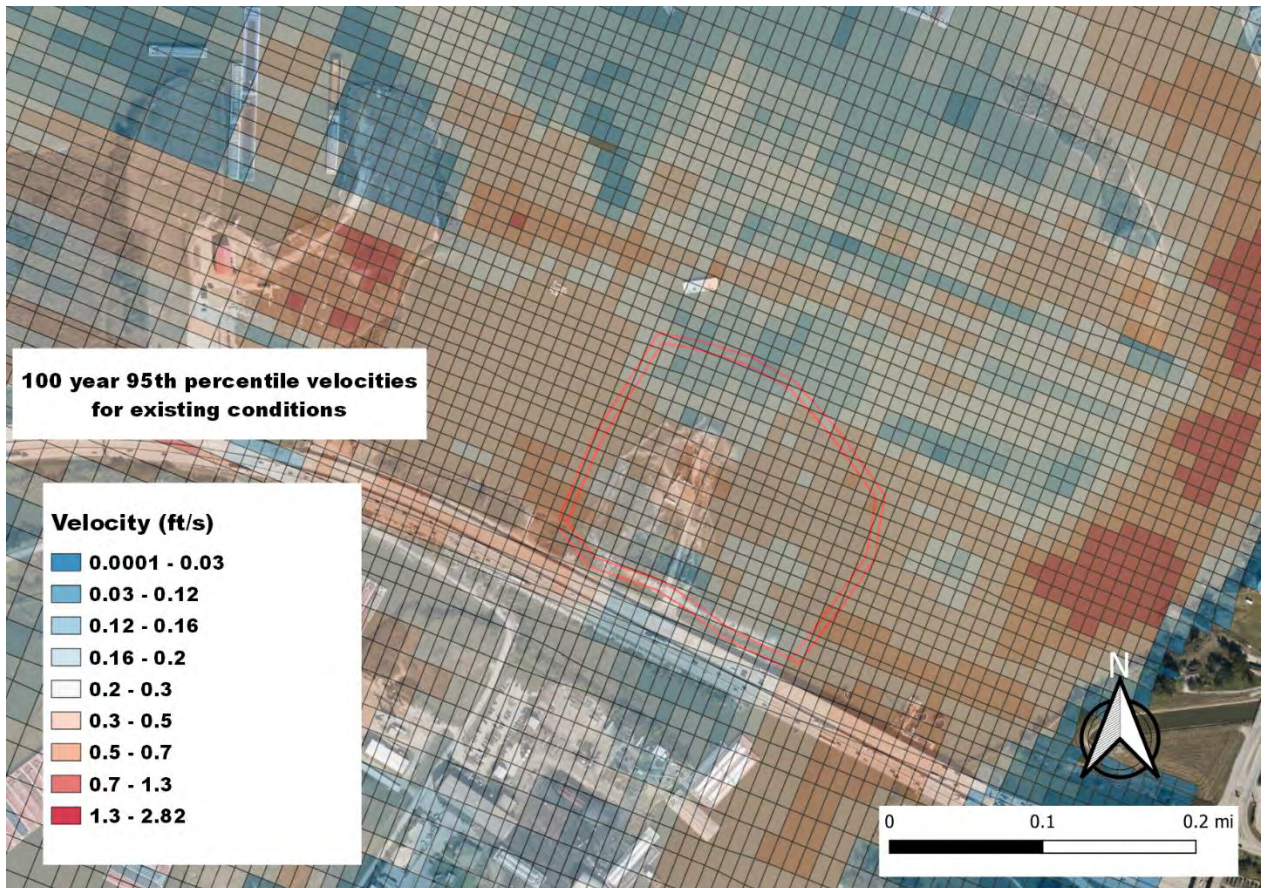 100 year 95th percentile velocities
for existing conditions
Velocity (ft/s)
0.0001 - 0.03
0.03 - 0.12
0.12 - 0.16
0.16 - 0.2
0.2 - 0.3
0.3 - 0.5
0.5 - 0.7
0.7 - 1.3
1.3 - 2.82
N
0 0.1 0.2 mi